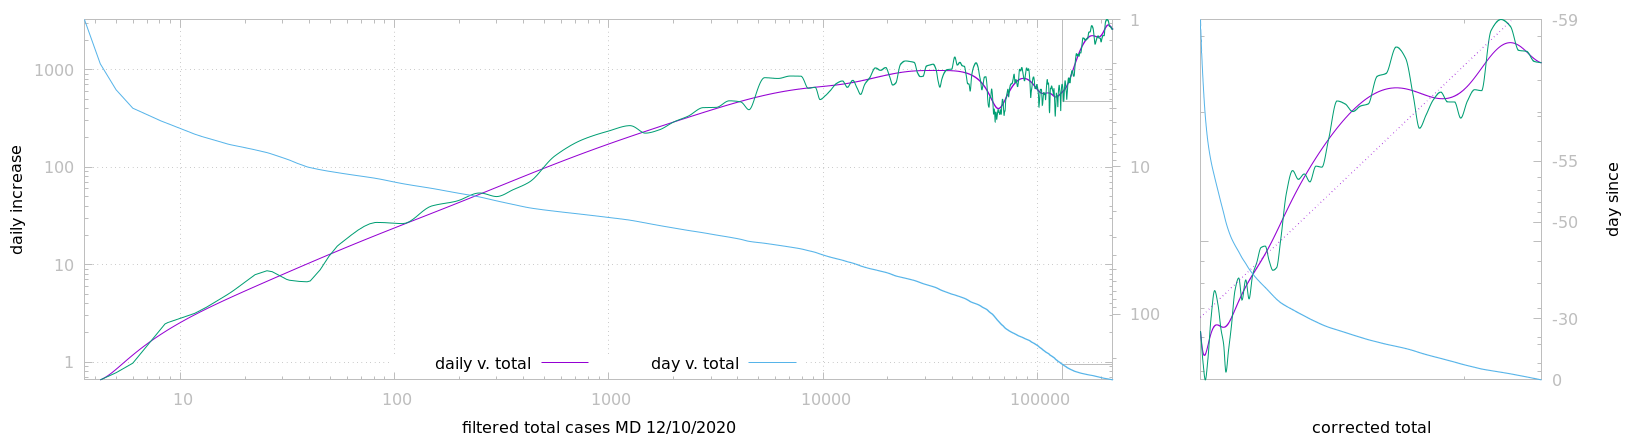 1000
100
10
1
daily increase
10
100
1000
10000
100000
filtered total cases MD 12/10/2020
daily v. total
day v. total
1
10
100
-59
-55
-50
-30
0
day since
corrected total